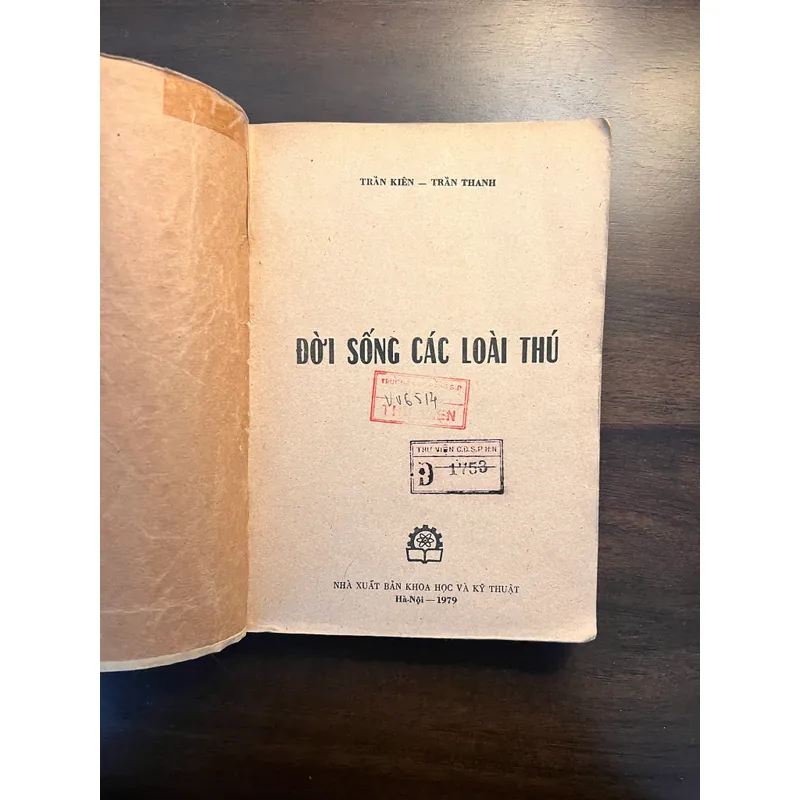 TRẦN KIÊN — TRẦN THANH
ĐỜI SỐNG CÁC LOÀI THÚ
VV6514
THƯ VIỆN C.Đ.S.P. H.N
Đ 1753
NHÀ XUẤT BẢN KHOA HỌC VÀ KỸ THUẬT
Hà-Nội — 1979